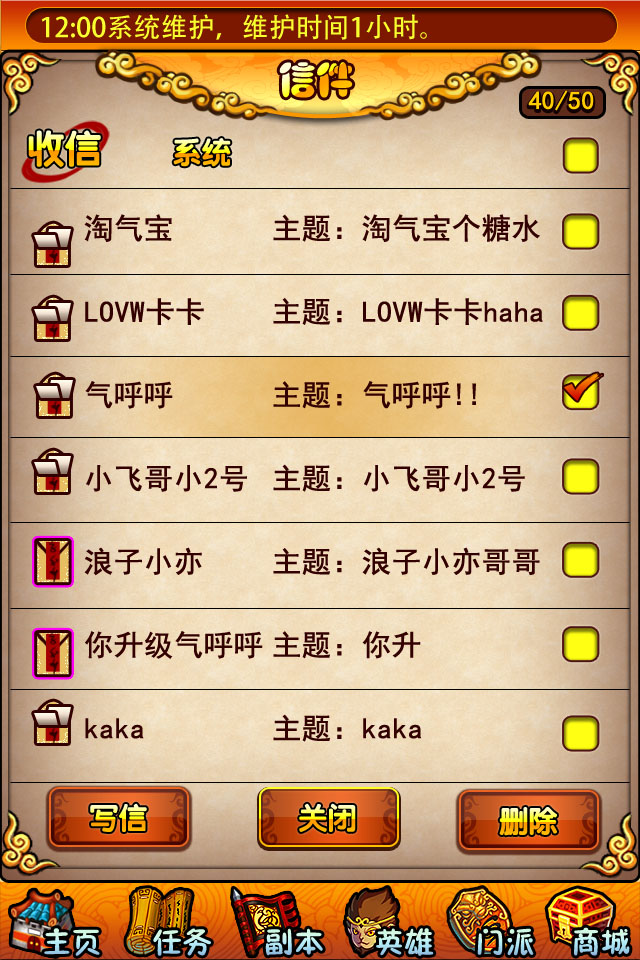 12:00系统维护，维护时间1小时。
信件
40/50
收信 系统
淘气宝 主题：淘气宝个糖水
LOVW卡卡 主题：LOVW卡卡haha
气呼呼 主题：气呼呼!!
小飞哥小2号 主题：小飞哥小2号
浪子小亦 主题：浪子小亦哥哥
你升级气呼呼 主题：你升
kaka 主题：kaka
写信 关闭 删除
主页 任务 副本 英雄 门派 商城